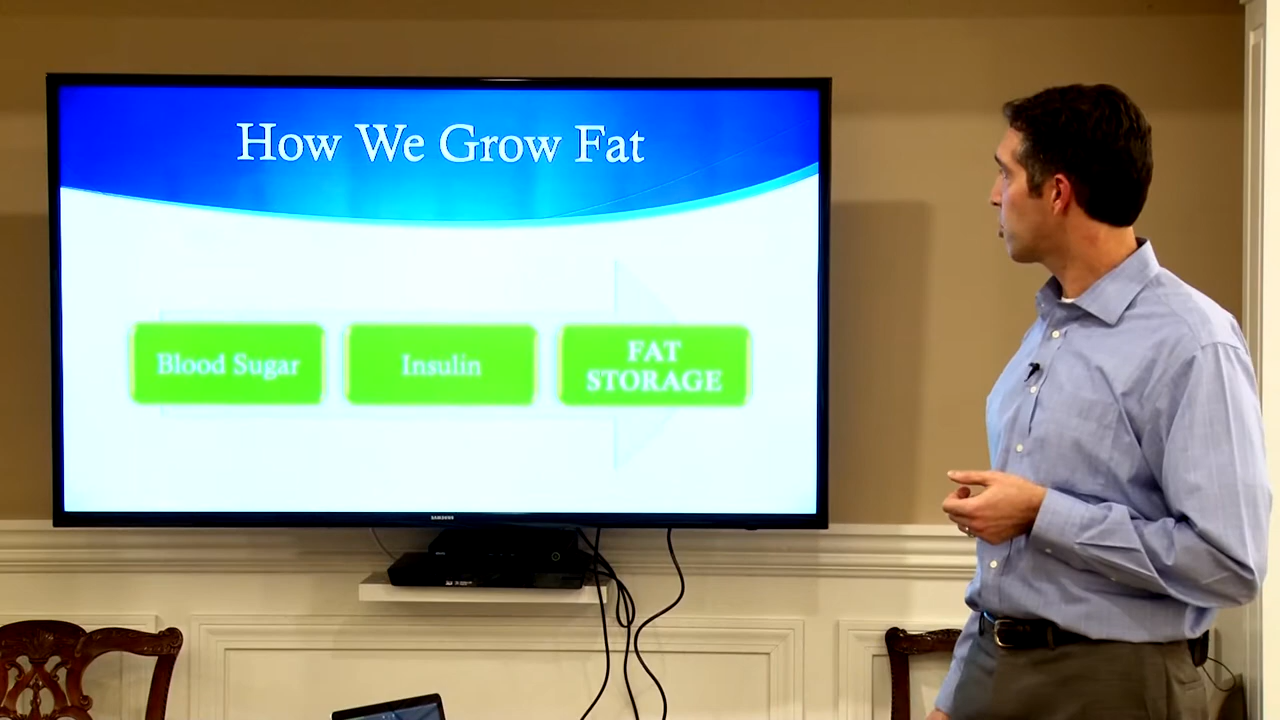 How We Grow Fat
Blood Sugar
Insulin
FAT
STORAGE
SAMSUNG